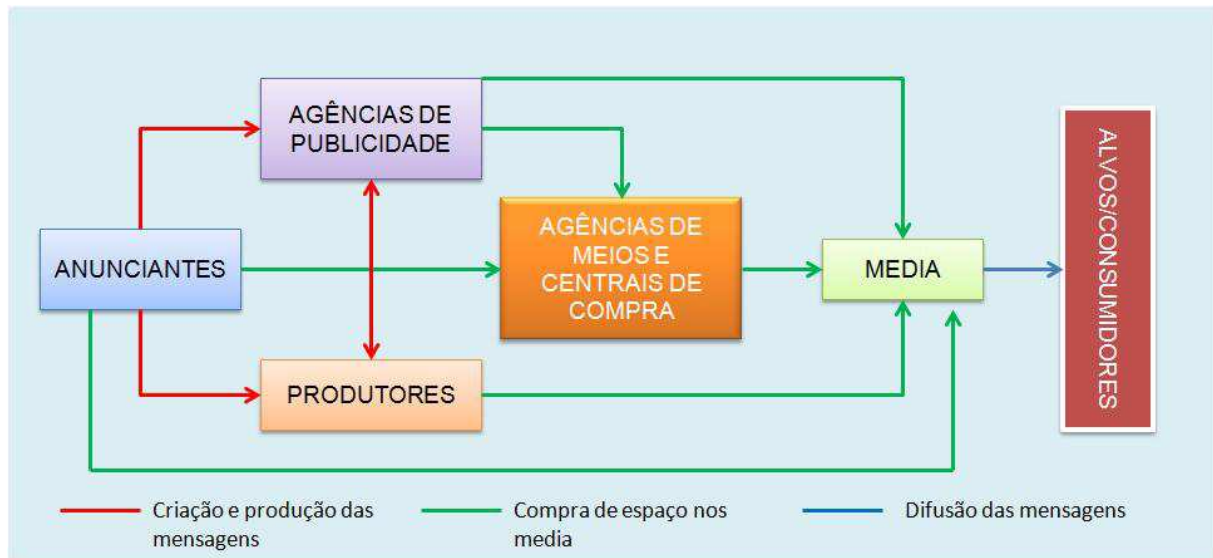 AGÊNCIAS DE
PUBLICIDADE
ANUNCIANTES
AGÊNCIAS DE
MEIOS E
CENTRAIS DE
COMPRA
MEDIA
PRODUTORES
ALVOS/CONSUMIDORES
Criação e produção das
mensagens
Compra de espaço nos
media
Difusão das mensagens